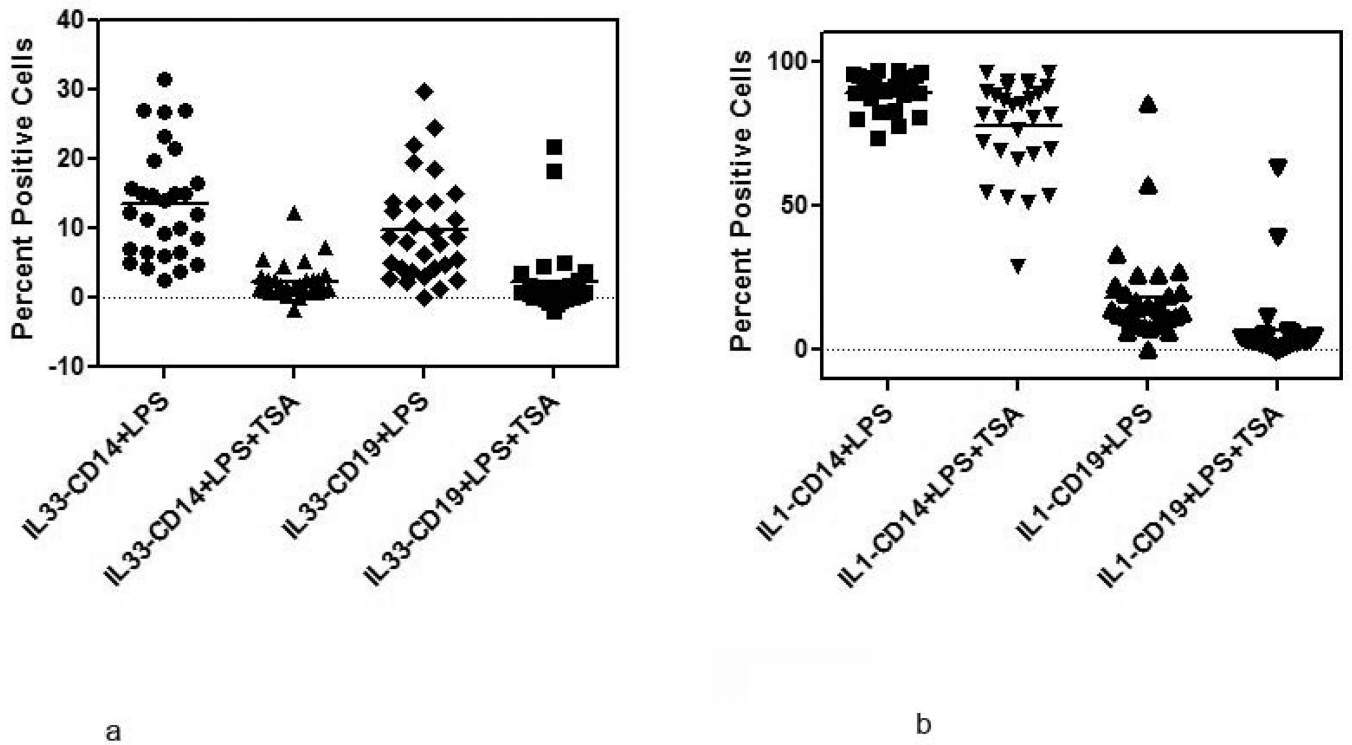 Percent Positive Cells
40
30
20
10
0
-10
IL33-CD14+LPS
IL33-CD14+LPS+TSA
IL33-CD19+LPS
IL33-CD19+LPS+TSA
a
Percent Positive Cells
100
50
0
IL1-CD14+LPS
IL1-CD14+LPS+TSA
IL1-CD19+LPS
IL1-CD19+LPS+TSA
b